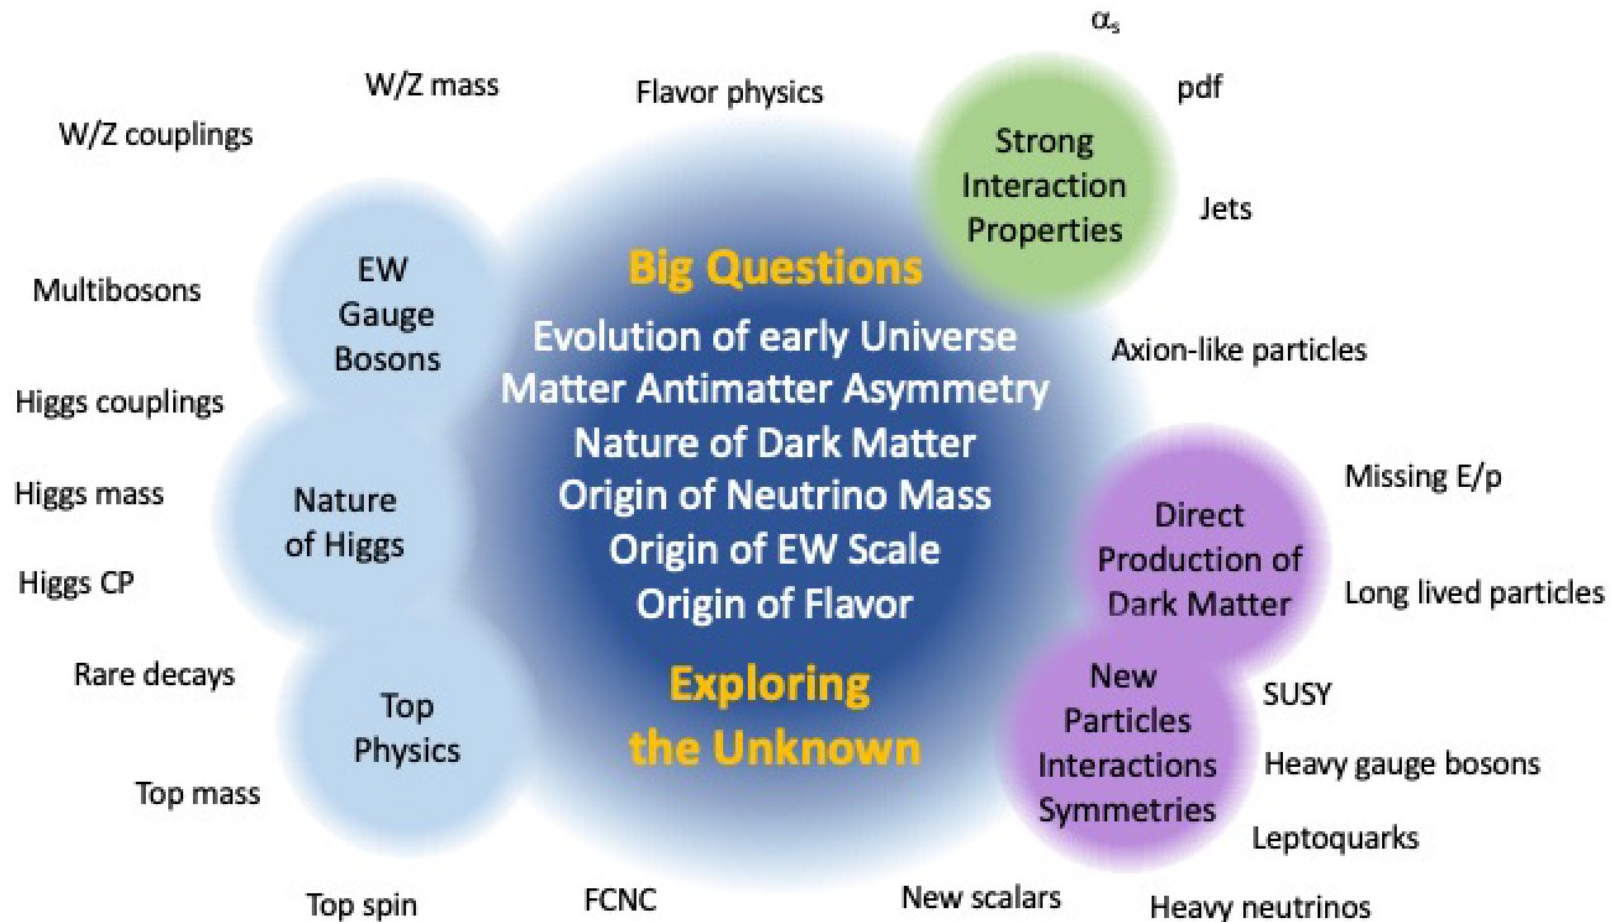 αs
W/Z mass
Flavor physics
pdf
W/Z couplings
Strong
Interaction
Properties
Jets
EW
Gauge
Bosons
Multibosons
Big Questions
Evolution of early Universe
Matter Antimatter Asymmetry
Nature of Dark Matter
Origin of Neutrino Mass
Origin of EW Scale
Origin of Flavor
Exploring
the Unknown
Axion-like particles
Higgs couplings
Higgs mass
Nature
of Higgs
Higgs CP
Missing E/p
Direct
Production of
Dark Matter
Long lived particles
Rare decays
Top
Physics
New
Particles
Interactions
Symmetries
SUSY
Heavy gauge bosons
Top mass
Leptoquarks
Top spin
FCNC
New scalars
Heavy neutrinos